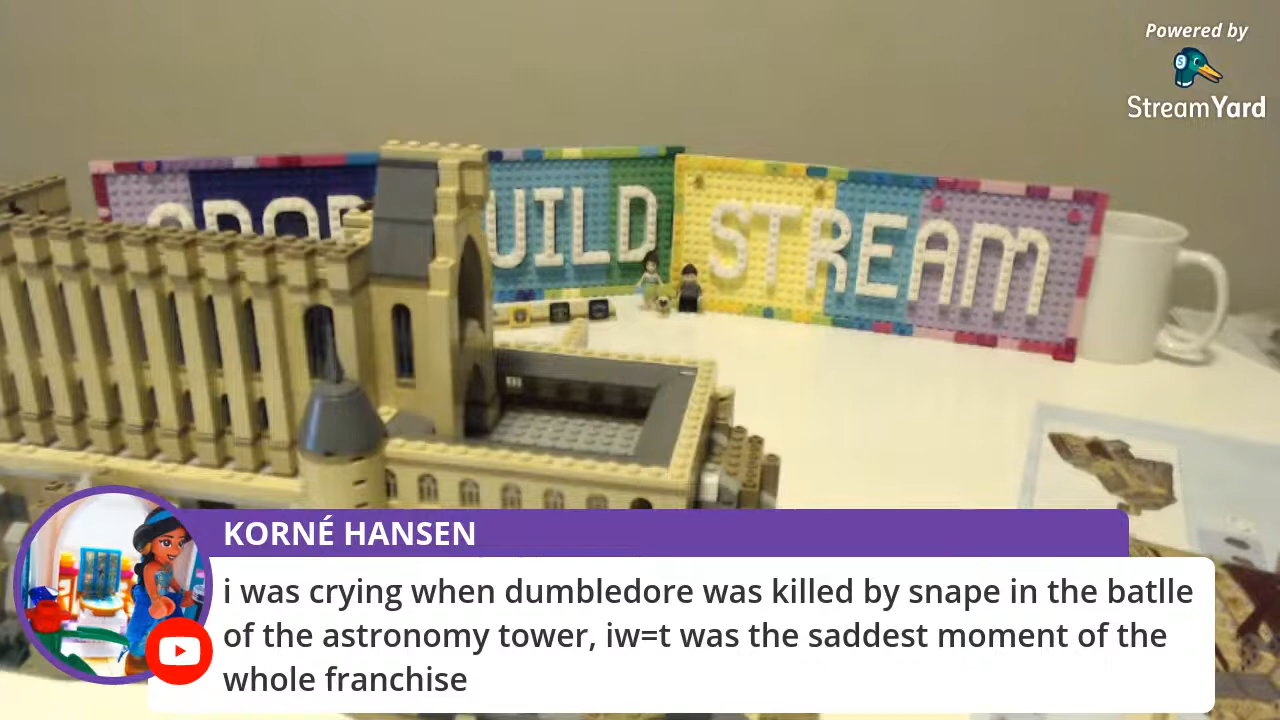 Powered by
StreamYard
UILD STREAM
KORNÉ HANSEN
i was crying when dumbledore was killed by snape in the batlle
of the astronomy tower, iw=t was the saddest moment of the
whole franchise